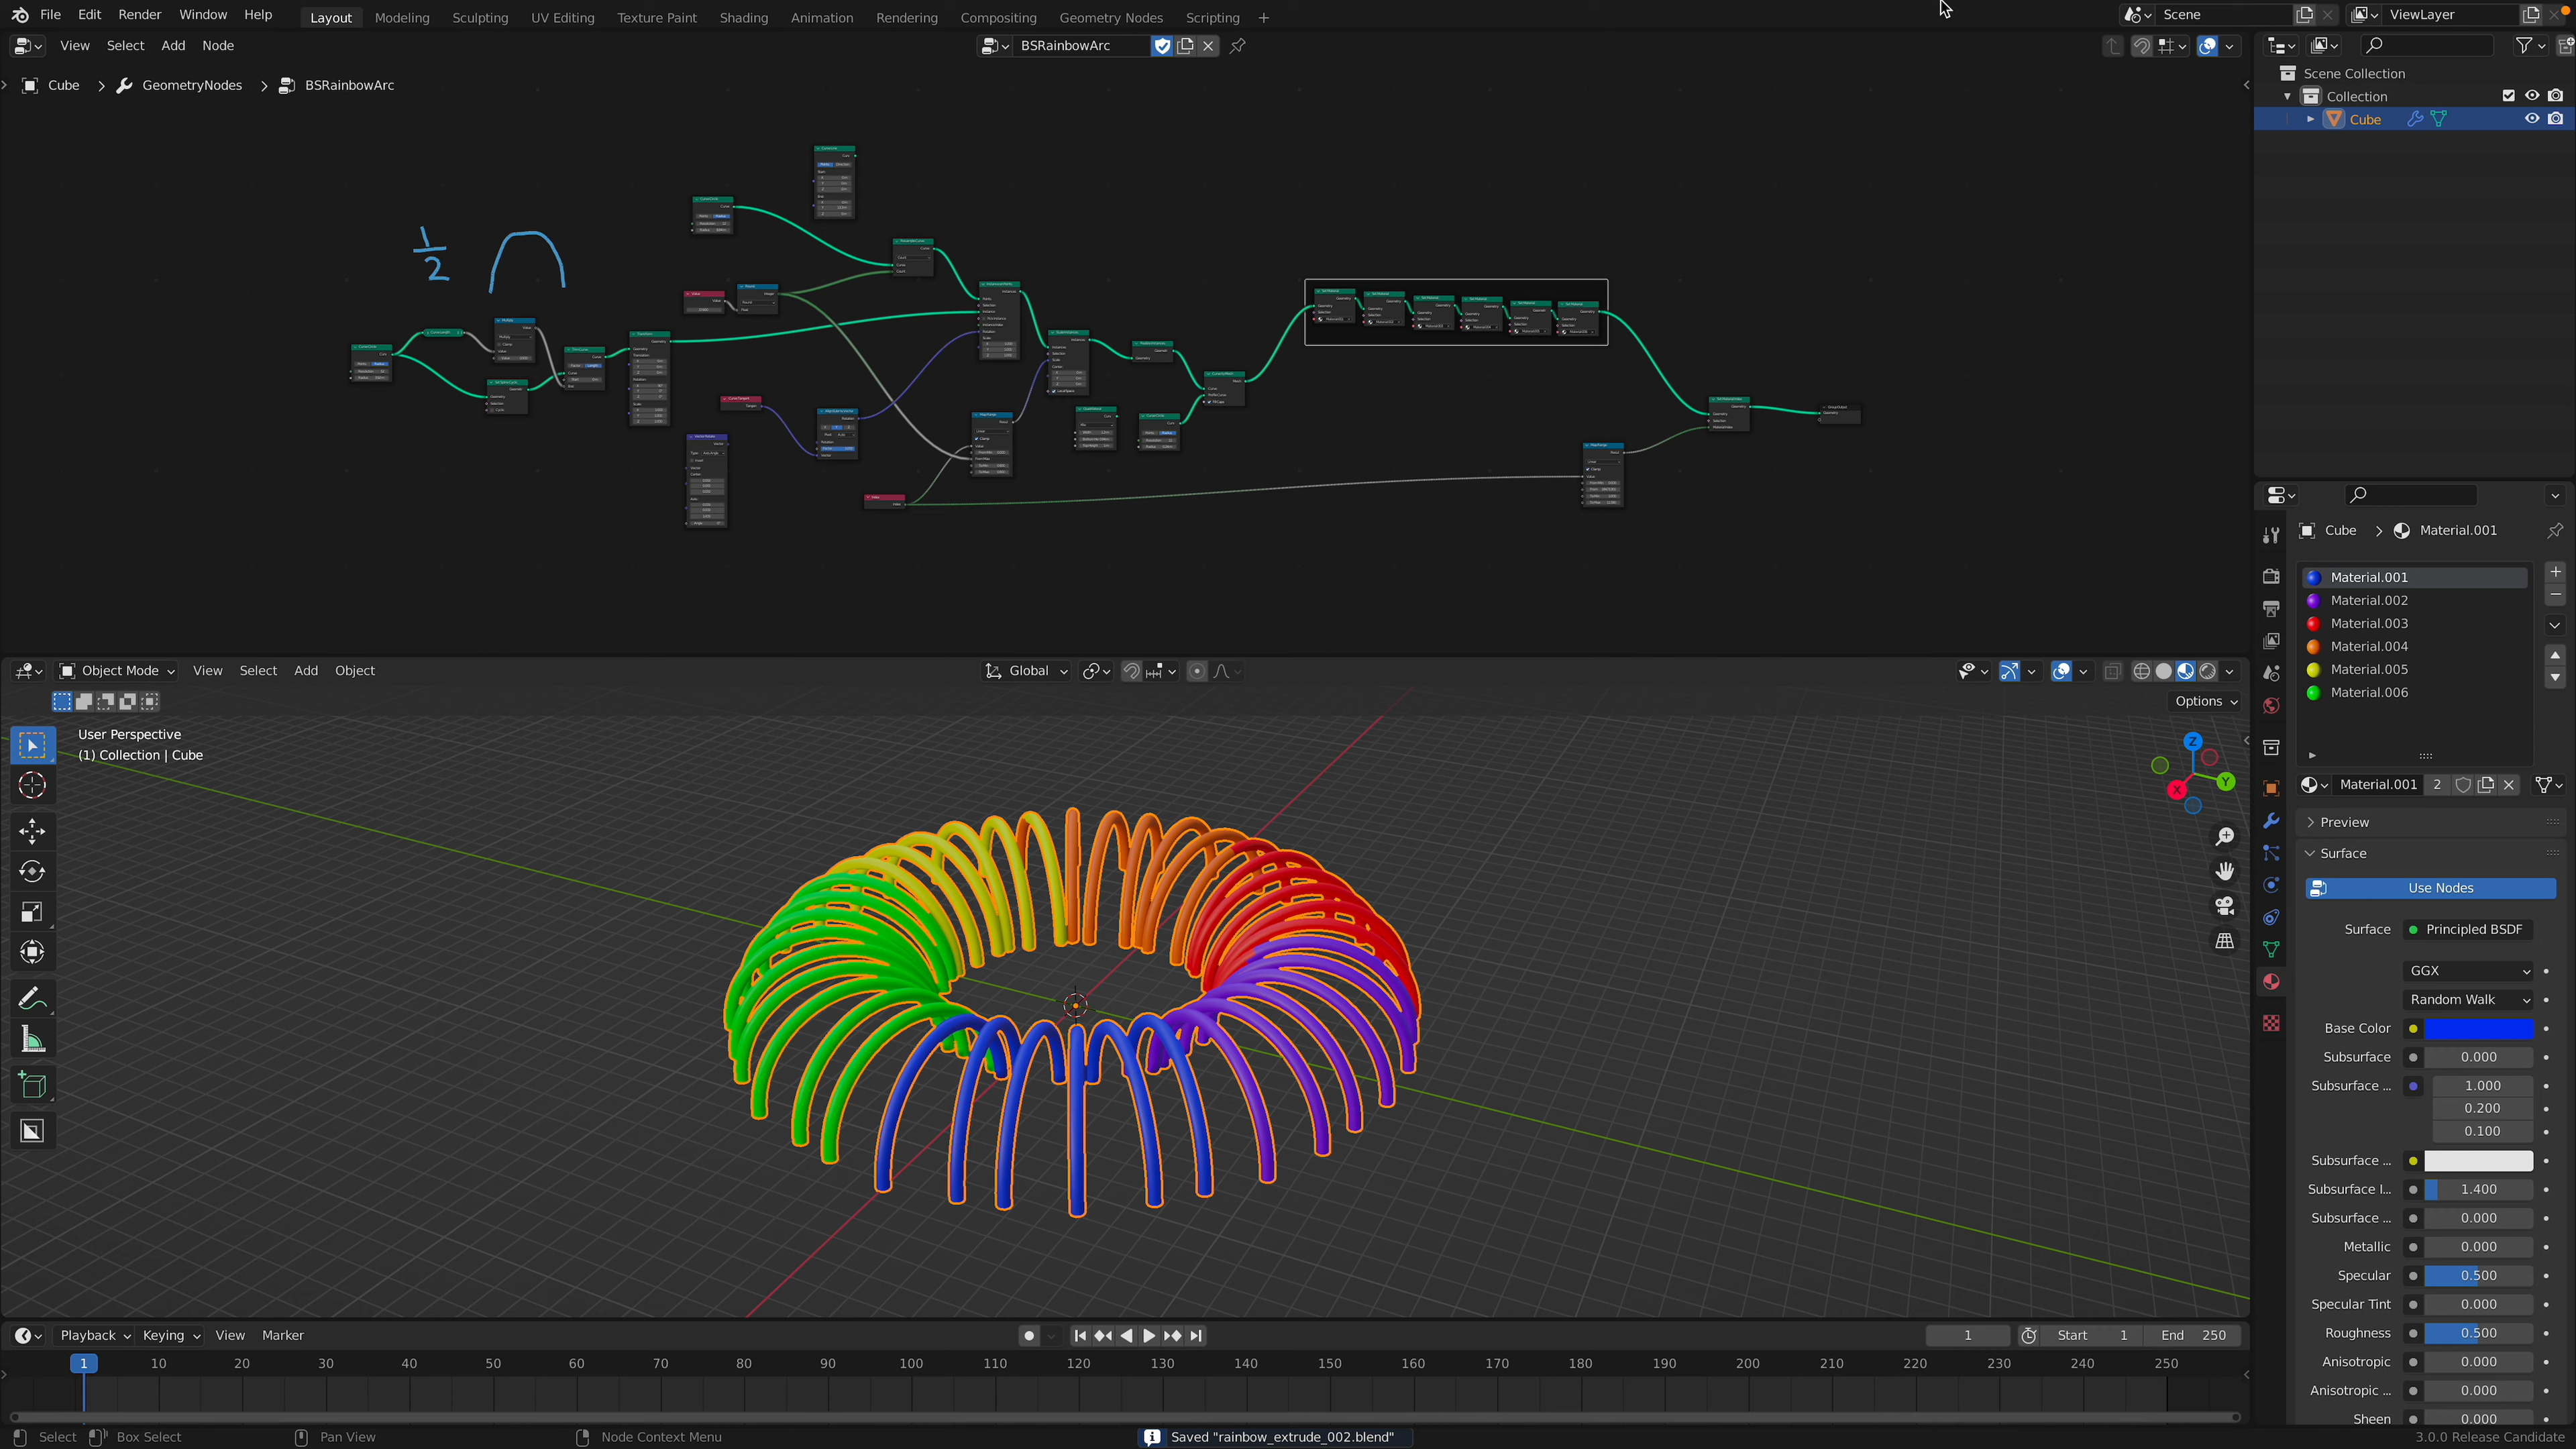 File Edit Render Window Help Layout Modeling Sculpting UV Editing Texture Paint Shading Animation Rendering Compositing Geometry Nodes Scripting + Scene ViewLayer
View Select Add Node BSRainbowArc
Cube > GeometryNodes > BSRainbowArc
1/2
Scene Collection
Collection
Cube
Cube > Material.001
Material.001
Material.002
Material.003
Material.004
Material.005
Material.006
Material.001 2
Preview
Surface
Use Nodes
Surface Principled BSDF
GGX
Random Walk
Base Color
Subsurface 0.000
Subsurface ... 1.000
0.200
0.100
Subsurface ...
Subsurface I... 1.400
Subsurface ... 0.000
Metallic 0.000
Specular 0.500
Specular Tint 0.000
Roughness 0.500
Anisotropic 0.000
Anisotropic ... 0.000
Sheen 0.000
Object Mode View Select Add Object Global
Options
User Perspective
(1) Collection | Cube
Z
Y
X
Playback Keying View Marker 1 Start 1 End 250
1 10 20 30 40 50 60 70 80 90 100 110 120 130 140 150 160 170 180 190 200 210 220 230 240 250
Select Box Select Pan View Node Context Menu Saved "rainbow_extrude_002.blend" 3.0.0 Release Candidate